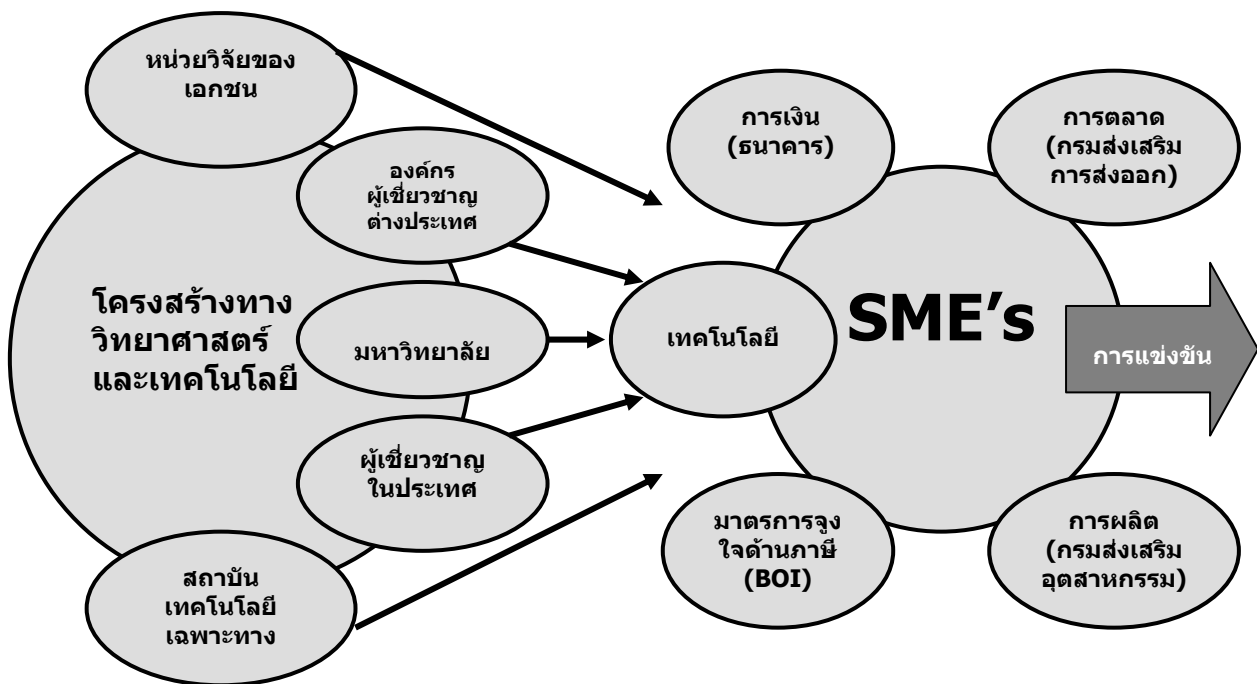 หน่วยวิจัยของ
เอกชน
องค์กร
ผู้เชี่ยวชาญ
ต่างประเทศ
โครงสร้างทาง
วิทยาศาสตร์
และเทคโนโลยี
มหาวิทยาลัย
ผู้เชี่ยวชาญ
ในประเทศ
สถาบัน
เทคโนโลยี
เฉพาะทาง
การเงิน
(ธนาคาร)
การตลาด
(กรมส่งเสริม
การส่งออก)
เทคโนโลยี
SME's
การแข่งขัน
มาตรการจูง
ใจด้านภาษี
(BOI)
การผลิต
(กรมส่งเสริม
อุตสาหกรรม)